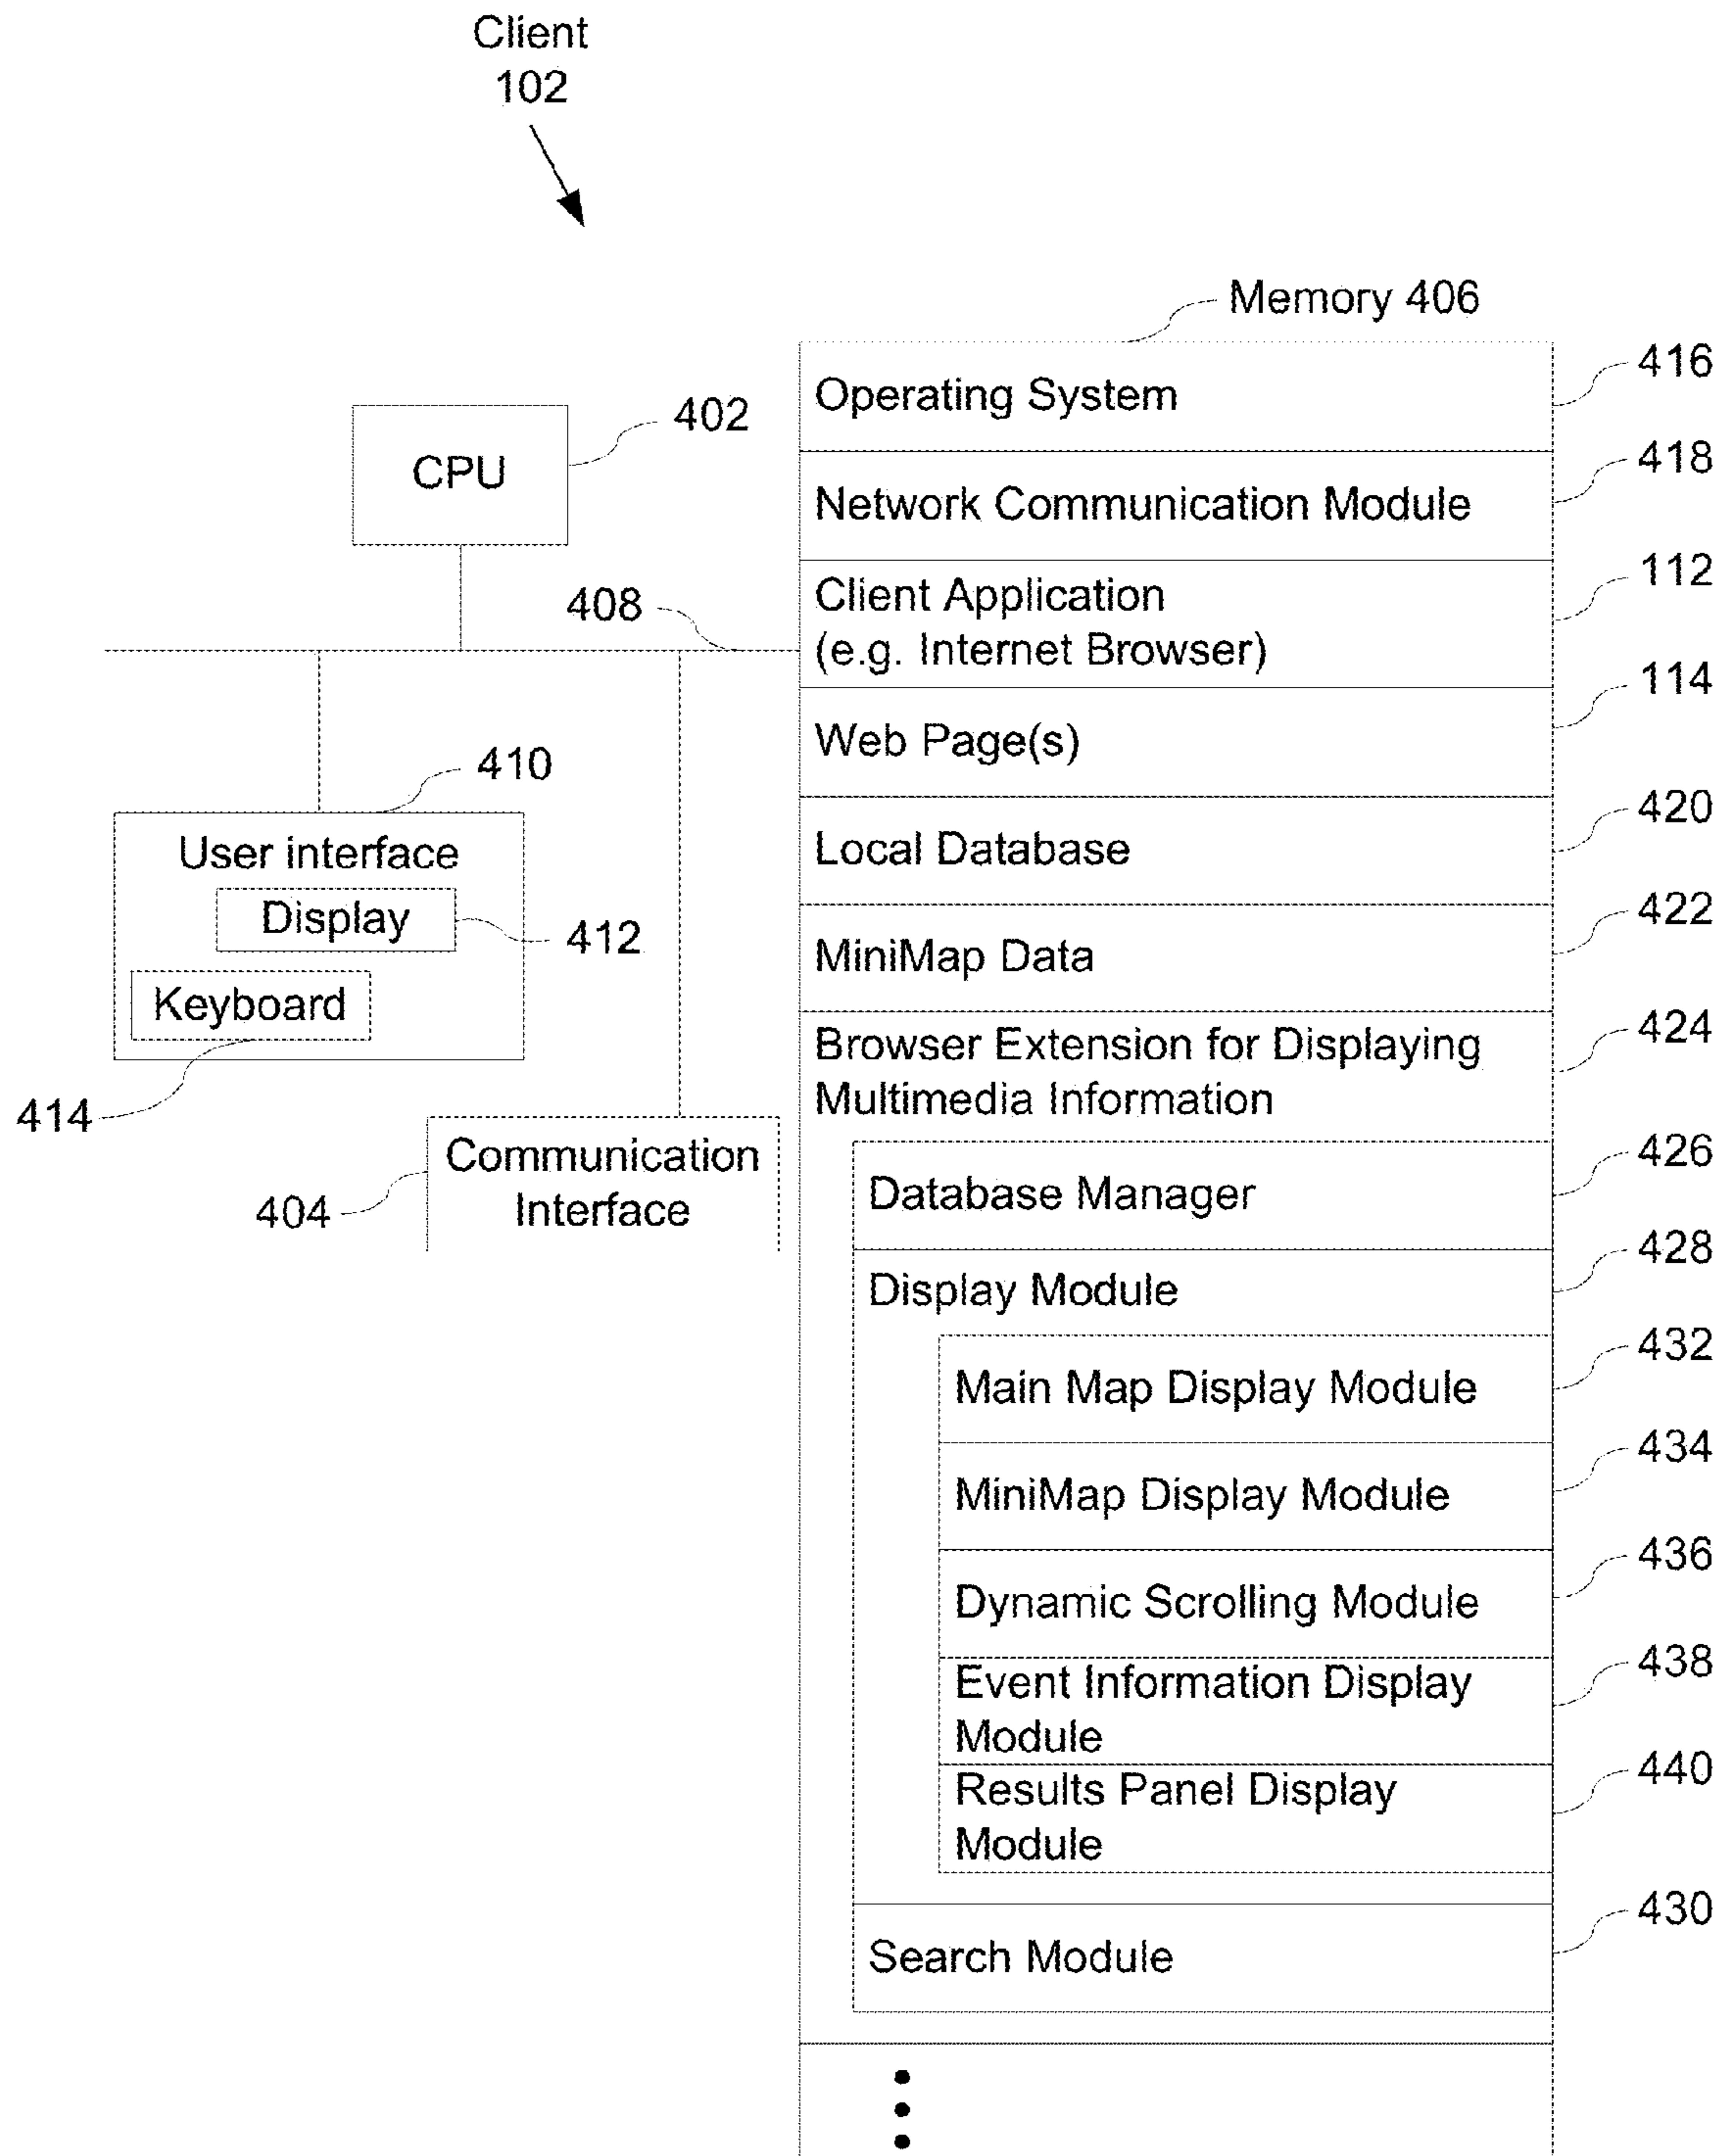 Client
102
Memory 406
Operating System
416
CPU
402
Network Communication Module
418
Client Application
(e.g. Internet Browser)
112
408
Web Page(s)
114
410
User interface
Display
412
Keyboard
414
Communication
Interface
404
Local Database
420
MiniMap Data
422
Browser Extension for Displaying
Multimedia Information
424
Database Manager
426
Display Module
428
Main Map Display Module
432
MiniMap Display Module
434
Dynamic Scrolling Module
436
Event Information Display
Module
438
Results Panel Display
Module
440
Search Module
430